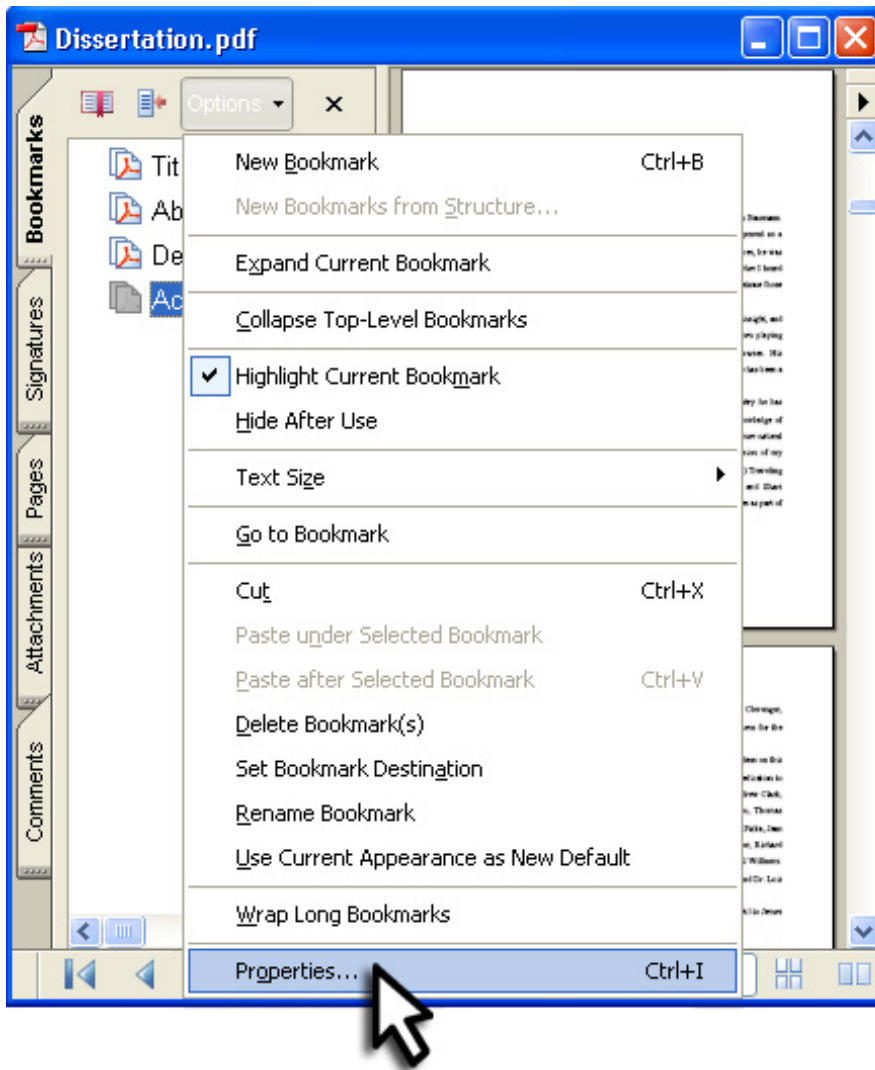 Dissertation.pdf
Options
Bookmarks
Signatures
Pages
Attachments
Comments
Tit
Ab
De
Ac
New Bookmark Ctrl+B
New Bookmarks from Structure...
Expand Current Bookmark
Collapse Top-Level Bookmarks
Highlight Current Bookmark
Hide After Use
Text Size
Go to Bookmark
Cut Ctrl+X
Paste under Selected Bookmark
Paste after Selected Bookmark Ctrl+V
Delete Bookmark(s)
Set Bookmark Destination
Rename Bookmark
Use Current Appearance as New Default
Wrap Long Bookmarks
Properties... Ctrl+I